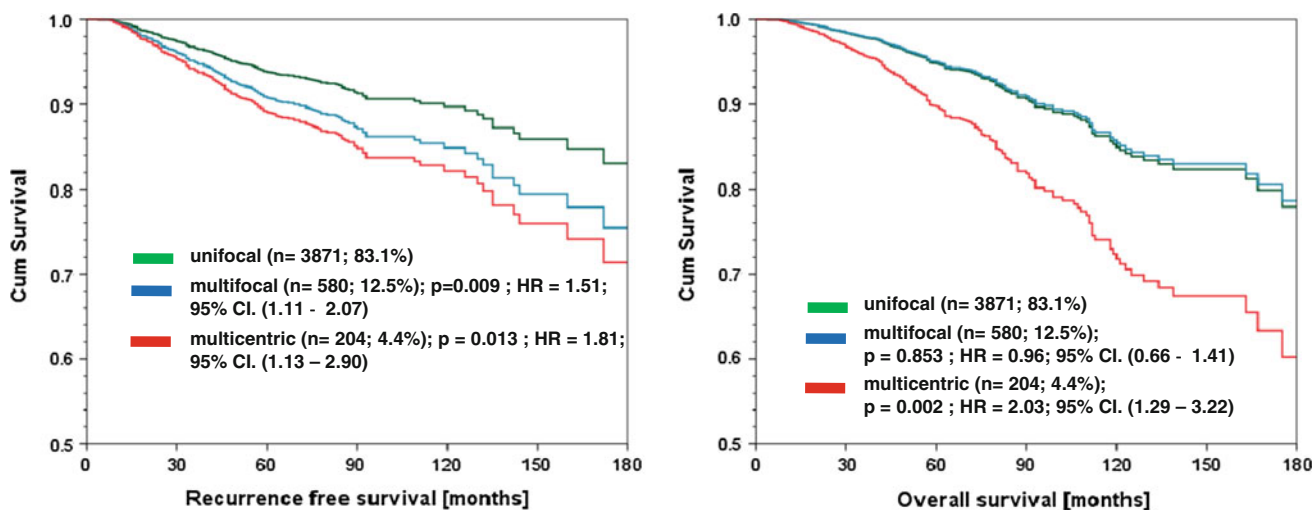 1.0
0.9
0.8
0.7
0.6
0.5
Cum Survival
unifocal (n= 3871; 83.1%)
multifocal (n= 580; 12.5%); p=0.009 ; HR = 1.51;
95% CI. (1.11 - 2.07)
multicentric (n= 204; 4.4%); p = 0.013 ; HR = 1.81;
95% CI. (1.13 – 2.90)
0 30 60 90 120 150 180
Recurrence free survival [months]
1.0
0.9
0.8
0.7
0.6
0.5
Cum Survival
unifocal (n= 3871; 83.1%)
multifocal (n= 580; 12.5%);
p = 0.853 ; HR = 0.96; 95% CI. (0.66 - 1.41)
multicentric (n= 204; 4.4%);
p = 0.002 ; HR = 2.03; 95% CI. (1.29 – 3.22)
0 30 60 90 120 150 180
Overall survival [months]